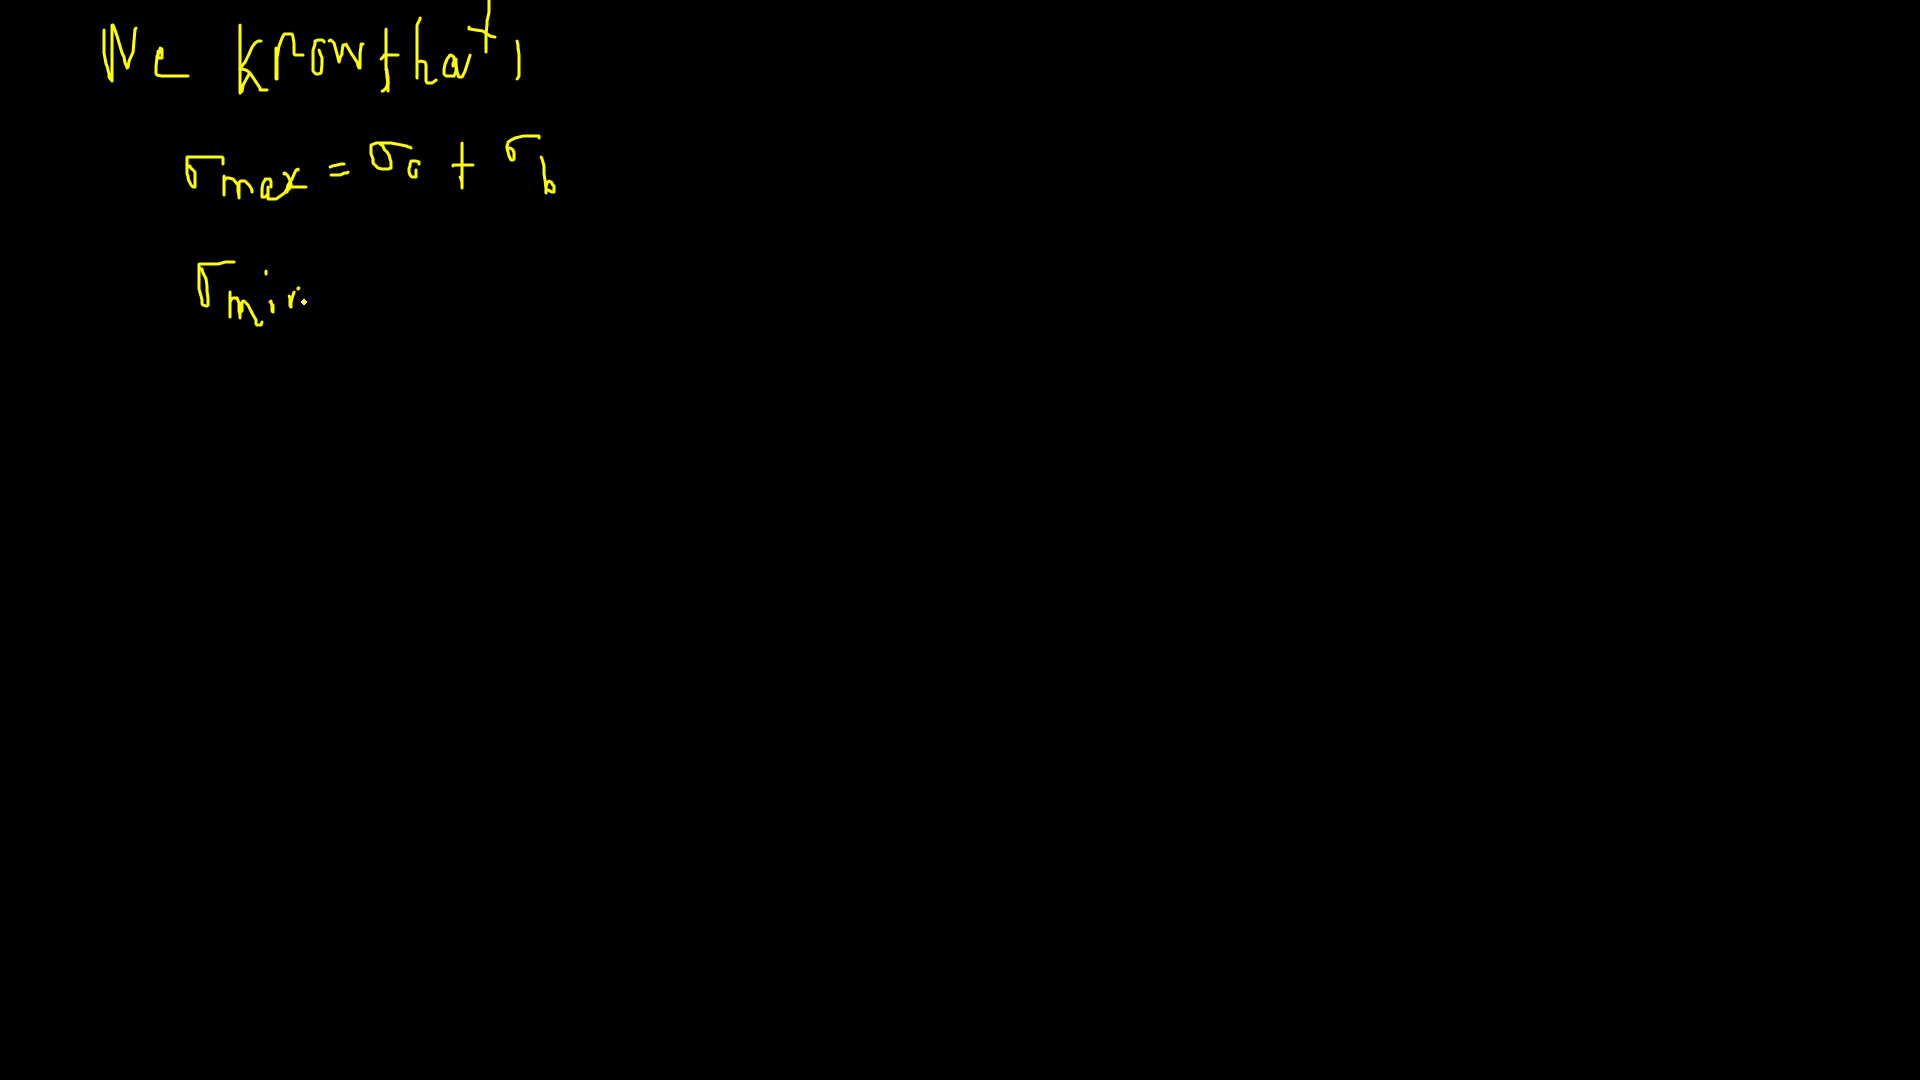 We know that,
σmax = σo + σb
σmin